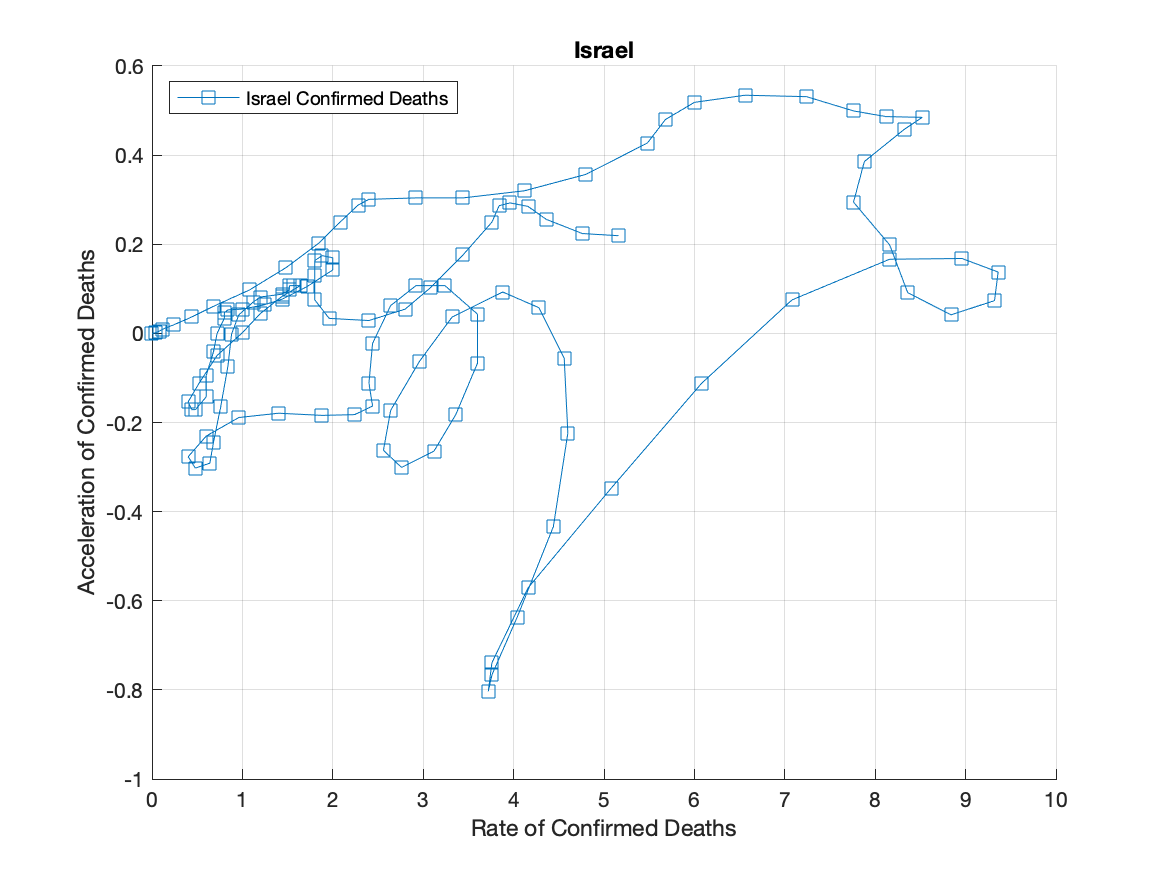 Israel
Israel Confirmed Deaths
0.6
0.4
0.2
0
-0.2
-0.4
-0.6
-0.8
-1
Acceleration of Confirmed Deaths
0 1 2 3 4 5 6 7 8 9 10
Rate of Confirmed Deaths